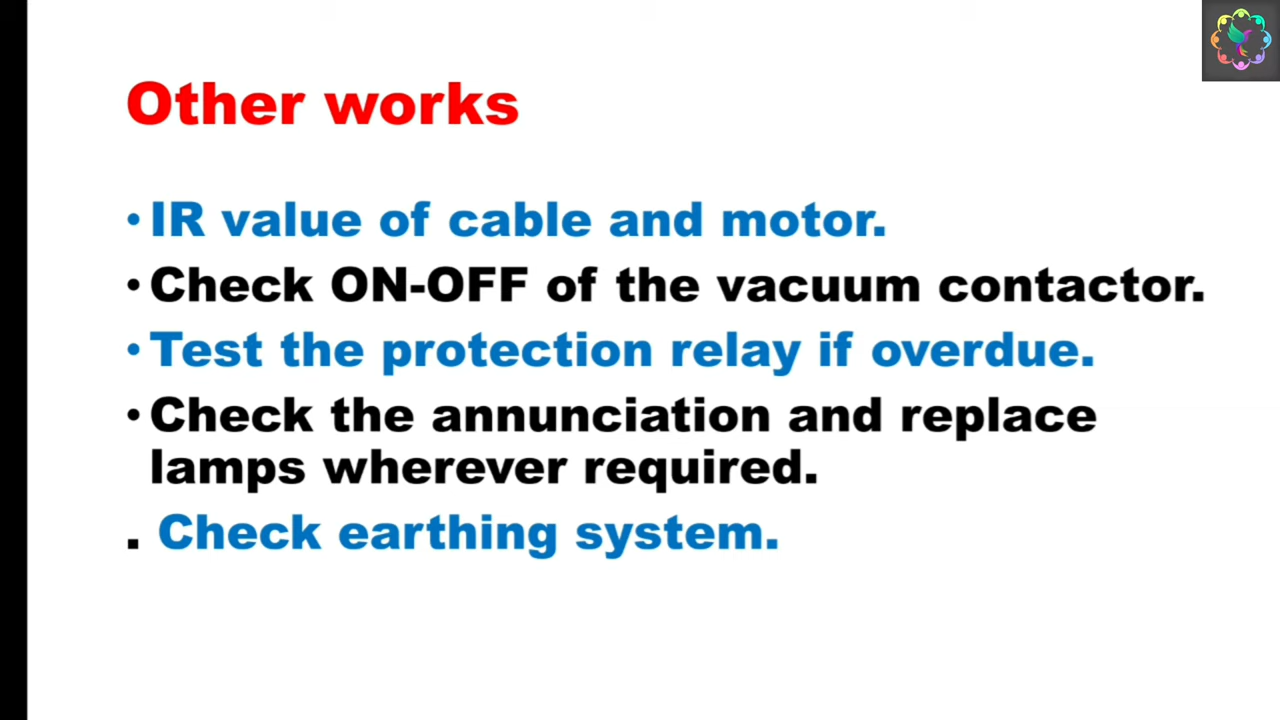 Other works
• IR value of cable and motor.
• Check ON-OFF of the vacuum contactor.
• Test the protection relay if overdue.
• Check the annunciation and replace
lamps wherever required.
. Check earthing system.